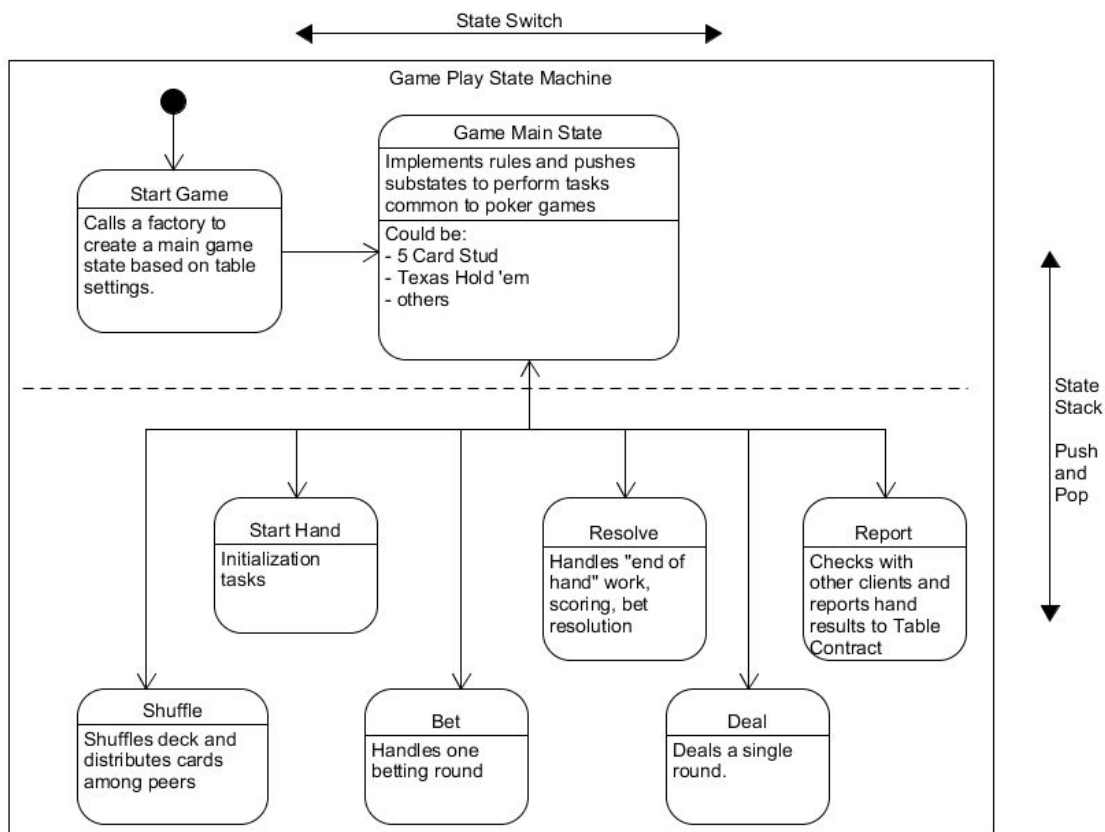 State Switch
Game Play State Machine
Game Main State
Implements rules and pushes
substates to perform tasks
common to poker games
Could be:
- 5 Card Stud
- Texas Hold 'em
- others
Start Game
Calls a factory to
create a main game
state based on table
settings.
State
Stack
Push
and
Pop
Start Hand
Initialization
tasks
Resolve
Handles "end of
hand" work,
scoring, bet
resolution
Report
Checks with
other clients and
reports hand
results to Table
Contract
Shuffle
Shuffles deck and
distributes cards
among peers
Bet
Handles one
betting round
Deal
Deals a single
round.